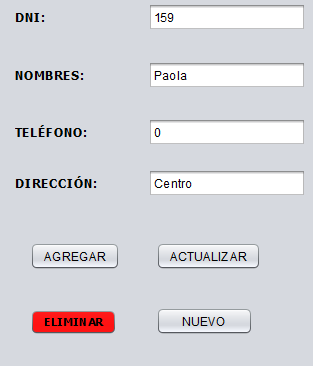 DNI: 159
NOMBRES: Paola
TELÉFONO: 0
DIRECCIÓN: Centro
AGREGAR ACTUALIZAR
ELIMINAR NUEVO